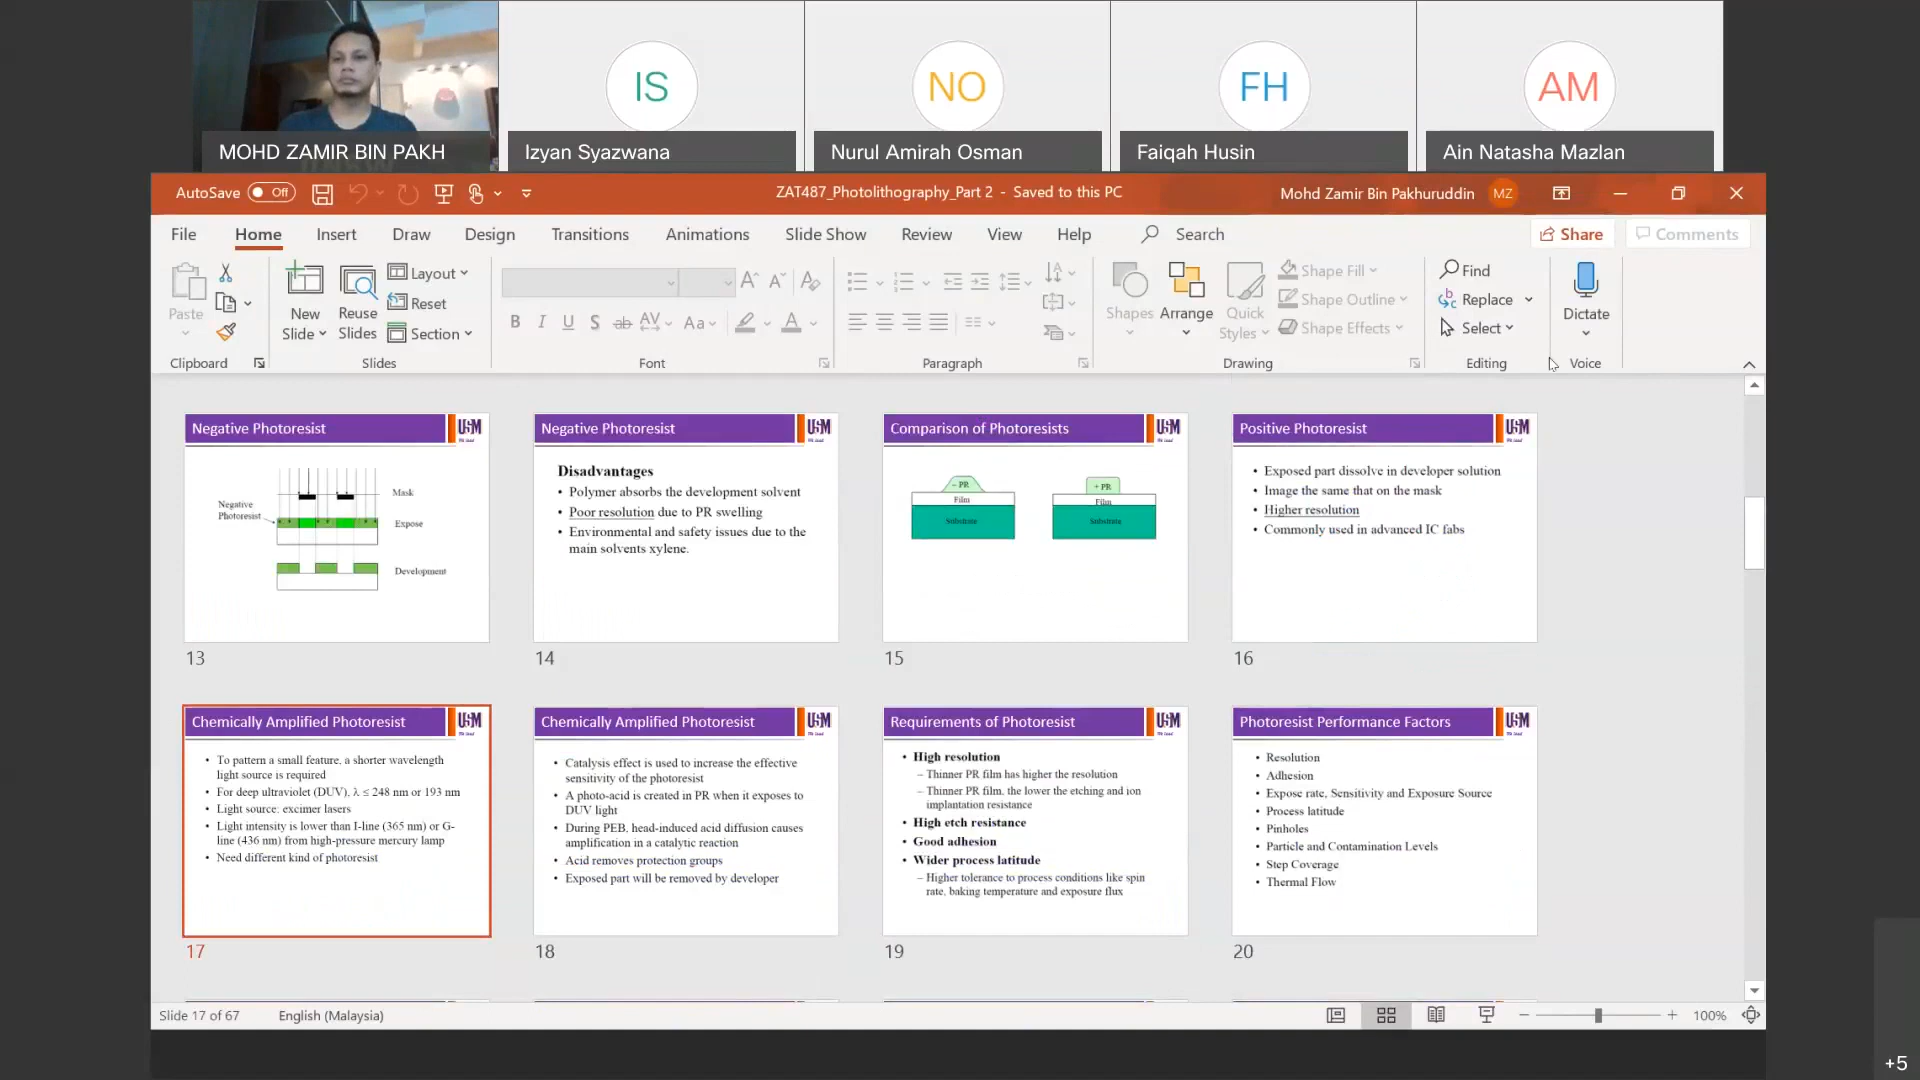 IS
NO
FH
AM
MOHD ZAMIR BIN PAKH
Izyan Syazwana
Nurul Amirah Osman
Faiqah Husin
Ain Natasha Mazlan
AutoSave Off
ZAT487_Photolithography_Part 2 - Saved to this PC
Mohd Zamir Bin Pakhuruddin MZ
File Home Insert Draw Design Transitions Animations Slide Show Review View Help Search
Share Comments
Paste
New
Slide
Reuse
Slides
Layout
Reset
Section
Shapes Arrange Quick
Styles
Shape Fill
Shape Outline
Shape Effects
Find
Replace
Select
Dictate
Clipboard Slides Font Paragraph Drawing Editing Voice
Negative Photoresist
USM
Negative
Photoresist
Mask
Expose
Development
13
Negative Photoresist
USM
Disadvantages
• Polymer absorbs the development solvent
• Poor resolution due to PR swelling
• Environmental and safety issues due to the
main solvents xylene.
14
Comparison of Photoresists
USM
− PR
Film
Substrate
+ PR
Film
Substrate
15
Positive Photoresist
USM
• Exposed part dissolve in developer solution
• Image the same that on the mask
• Higher resolution
• Commonly used in advanced IC fabs
16
Chemically Amplified Photoresist
USM
• To pattern a small feature, a shorter wavelength
light source is required
• For deep ultraviolet (DUV), λ ≤ 248 nm or 193 nm
• Light source: excimer lasers
• Light intensity is lower than I-line (365 nm) or G-
line (436 nm) from high-pressure mercury lamp
• Need different kind of photoresist
17
Chemically Amplified Photoresist
USM
• Catalysis effect is used to increase the effective
sensitivity of the photoresist
• A photo-acid is created in PR when it exposes to
DUV light
• During PEB, head-induced acid diffusion causes
amplification in a catalytic reaction
• Acid removes protection groups
• Exposed part will be removed by developer
18
Requirements of Photoresist
USM
• High resolution
– Thinner PR film has higher the resolution
– Thinner PR film, the lower the etching and ion
implantation resistance
• High etch resistance
• Good adhesion
• Wider process latitude
– Higher tolerance to process conditions like spin
rate, baking temperature and exposure flux
19
Photoresist Performance Factors
USM
• Resolution
• Adhesion
• Expose rate, Sensitivity and Exposure Source
• Process latitude
• Pinholes
• Particle and Contamination Levels
• Step Coverage
• Thermal Flow
20
Slide 17 of 67 English (Malaysia)
100%
+5